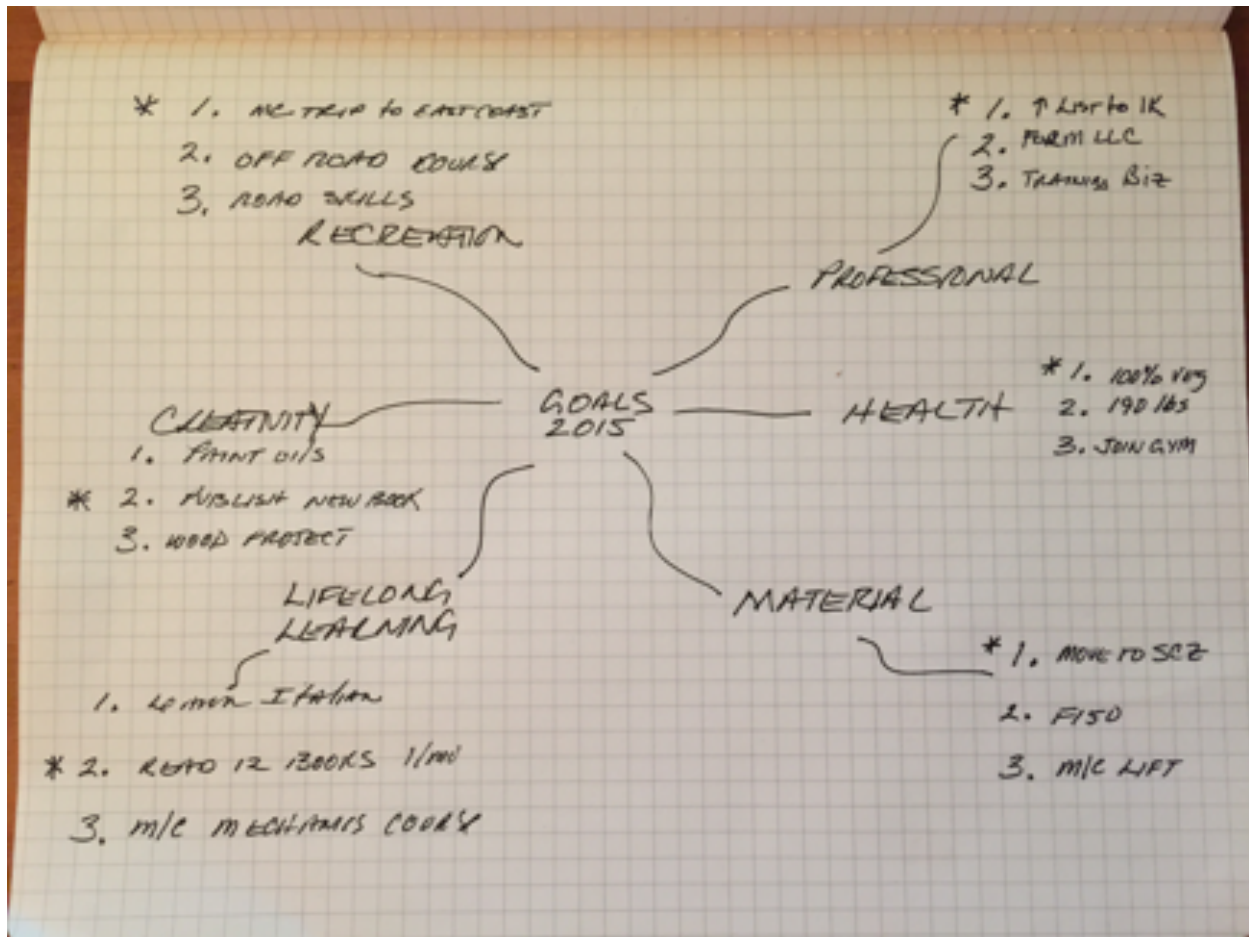 * 1. MC TRIP to EAST COAST
2. OFF ROAD COURSE
3. ROAD SKILLS
RECREATION
* 1. ↑ LIST to 1K
2. FORM LLC
3. TRAINING BIZ
PROFESSIONAL
GOALS
2015
HEALTH
* 1. 100% veg
2. 190 lbs
3. JOIN GYM
CREATIVITY
1. PAINT OILS
* 2. PUBLISH NEW BOOK
3. WOOD PROJECT
LIFELONG
LEARNING
1. Learn Italian
* 2. READ 12 BOOKS 1/mo
3. M/C MECHANICS COURSE
MATERIAL
* 1. MOVE TO SCZ
2. F150
3. M/C LIFT